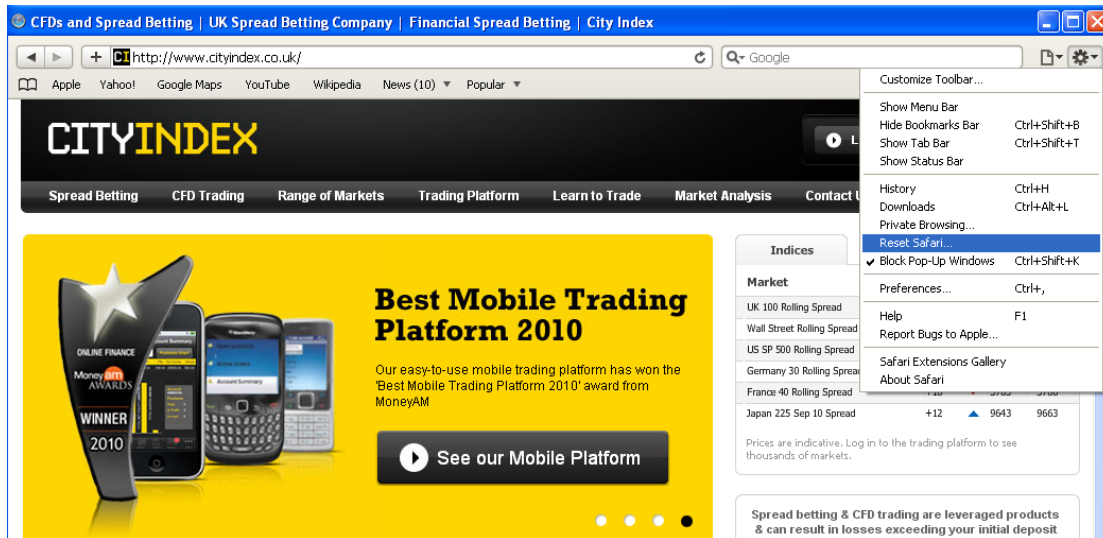 CFDs and Spread Betting | UK Spread Betting Company | Financial Spread Betting | City Index
CI http://www.cityindex.co.uk/
Google
Apple Yahoo! Google Maps YouTube Wikipedia News (10) Popular
Customize Toolbar...
Show Menu Bar
Hide Bookmarks Bar Ctrl+Shift+B
Show Tab Bar Ctrl+Shift+T
Show Status Bar
History Ctrl+H
Downloads Ctrl+Alt+L
Private Browsing...
Reset Safari...
Block Pop-Up Windows Ctrl+Shift+K
Preferences... Ctrl+,
Help F1
Report Bugs to Apple...
Safari Extensions Gallery
About Safari
CITYINDEX
Spread Betting CFD Trading Range of Markets Trading Platform Learn to Trade Market Analysis Contact
ONLINE FINANCE
Moneyam
AWARDS
WINNER
2010
BlackBerry
Account Summary
Best Mobile Trading
Platform 2010
Our easy-to-use mobile trading platform has won the
'Best Mobile Trading Platform 2010' award from
MoneyAM
See our Mobile Platform
Indices
Market
UK 100 Rolling Spread
Wall Street Rolling Spread
US SP 500 Rolling Spread
Germany 30 Rolling Spread
France 40 Rolling Spread
Japan 225 Sep 10 Spread +12 9643 9663
Prices are indicative. Log in to the trading platform to see
thousands of markets.
Spread betting & CFD trading are leveraged products
& can result in losses exceeding your initial deposit